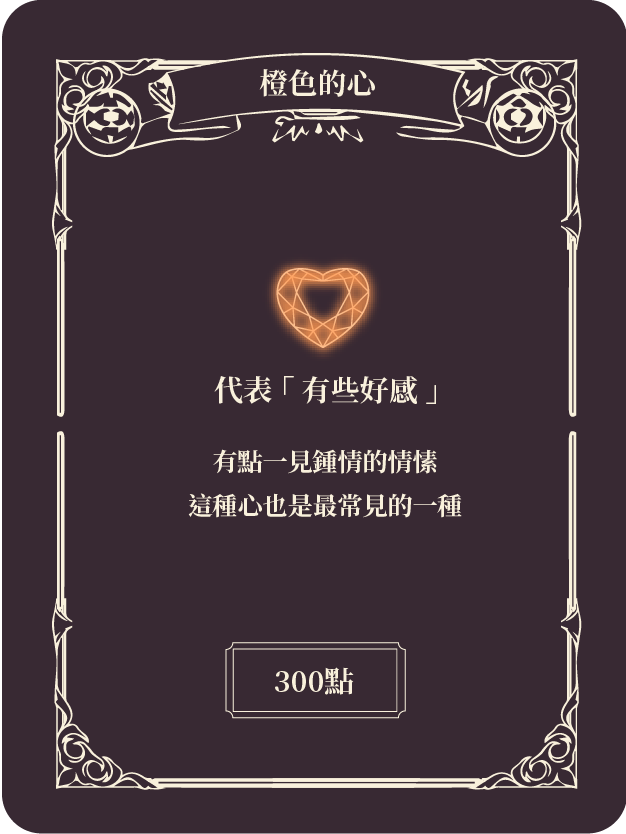 橙色的心
代表「有些好感」
有點一見鍾情的情愫
這種心也是最常見的一種
300點